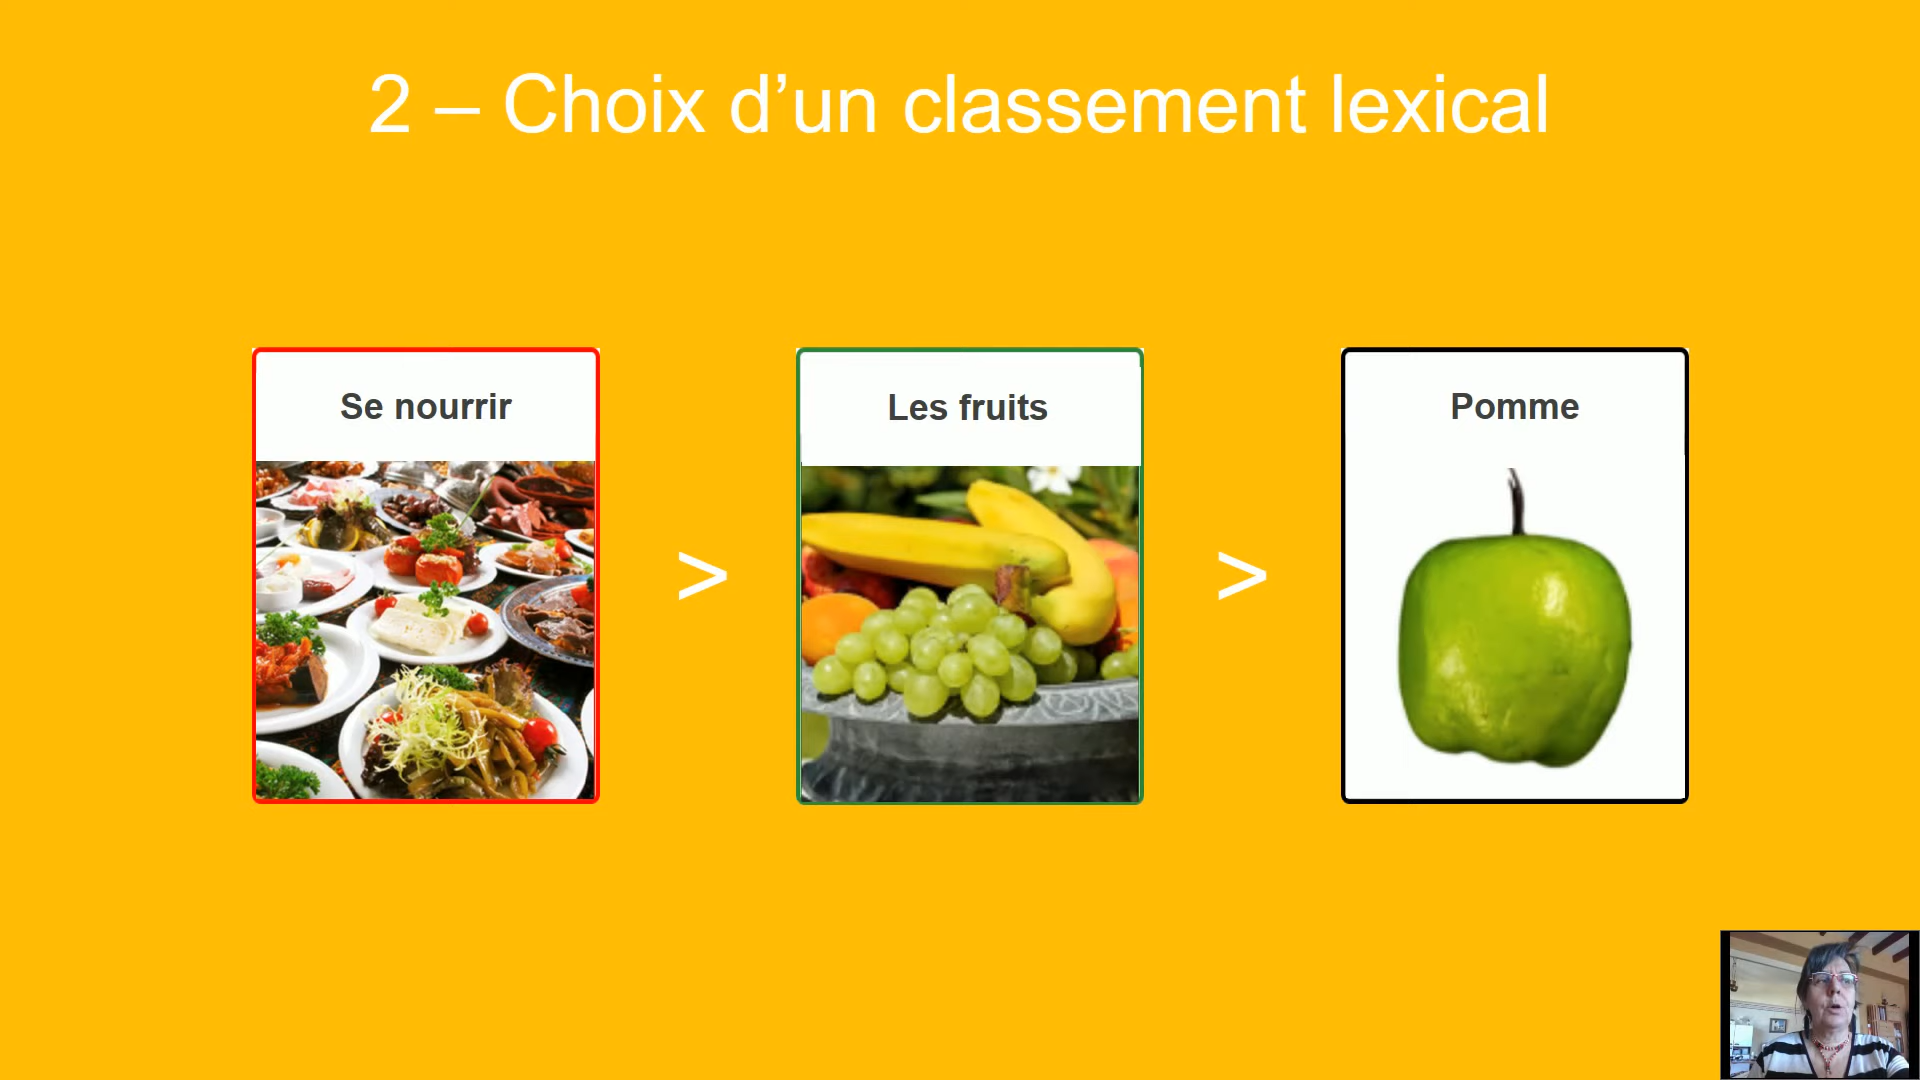 2 – Choix d’un classement lexical
Se nourrir
>
Les fruits
>
Pomme